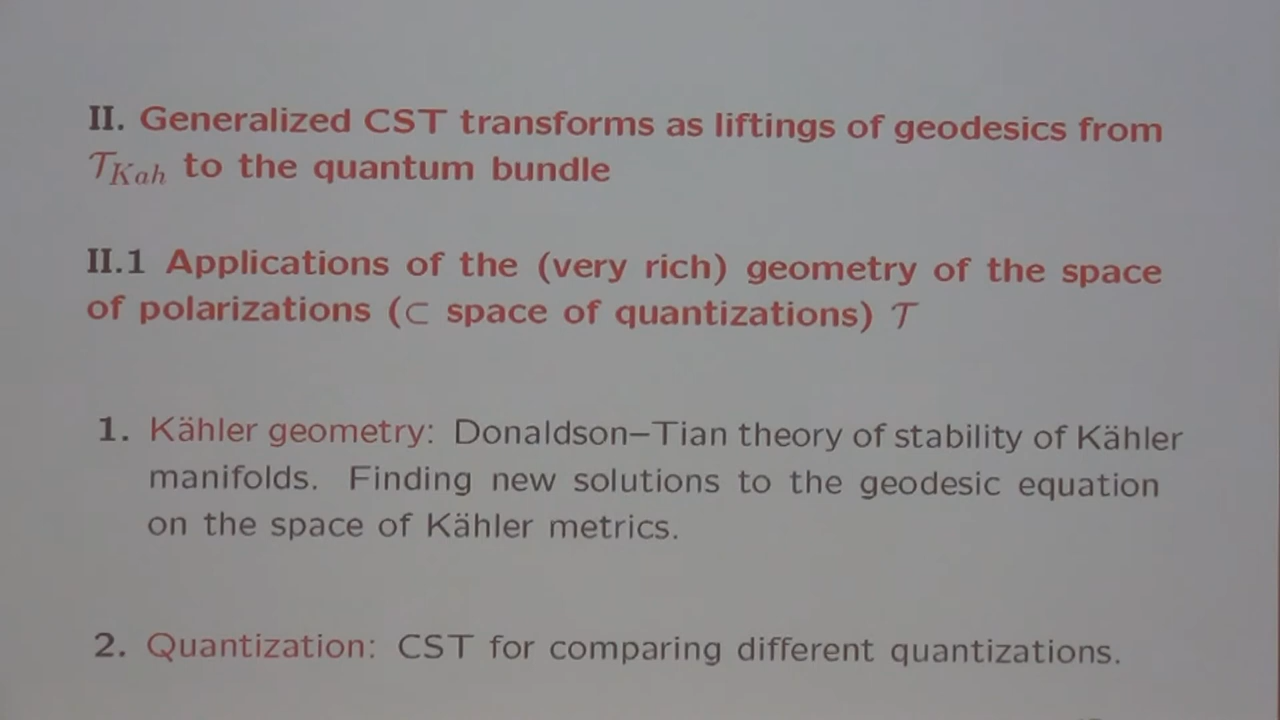 II. Generalized CST transforms as liftings of geodesics from
𝒯_{Kah} to the quantum bundle
II.1 Applications of the (very rich) geometry of the space
of polarizations (⊂ space of quantizations) 𝒯
1. Kähler geometry: Donaldson–Tian theory of stability of Kähler
manifolds. Finding new solutions to the geodesic equation
on the space of Kähler metrics.
2. Quantization: CST for comparing different quantizations.